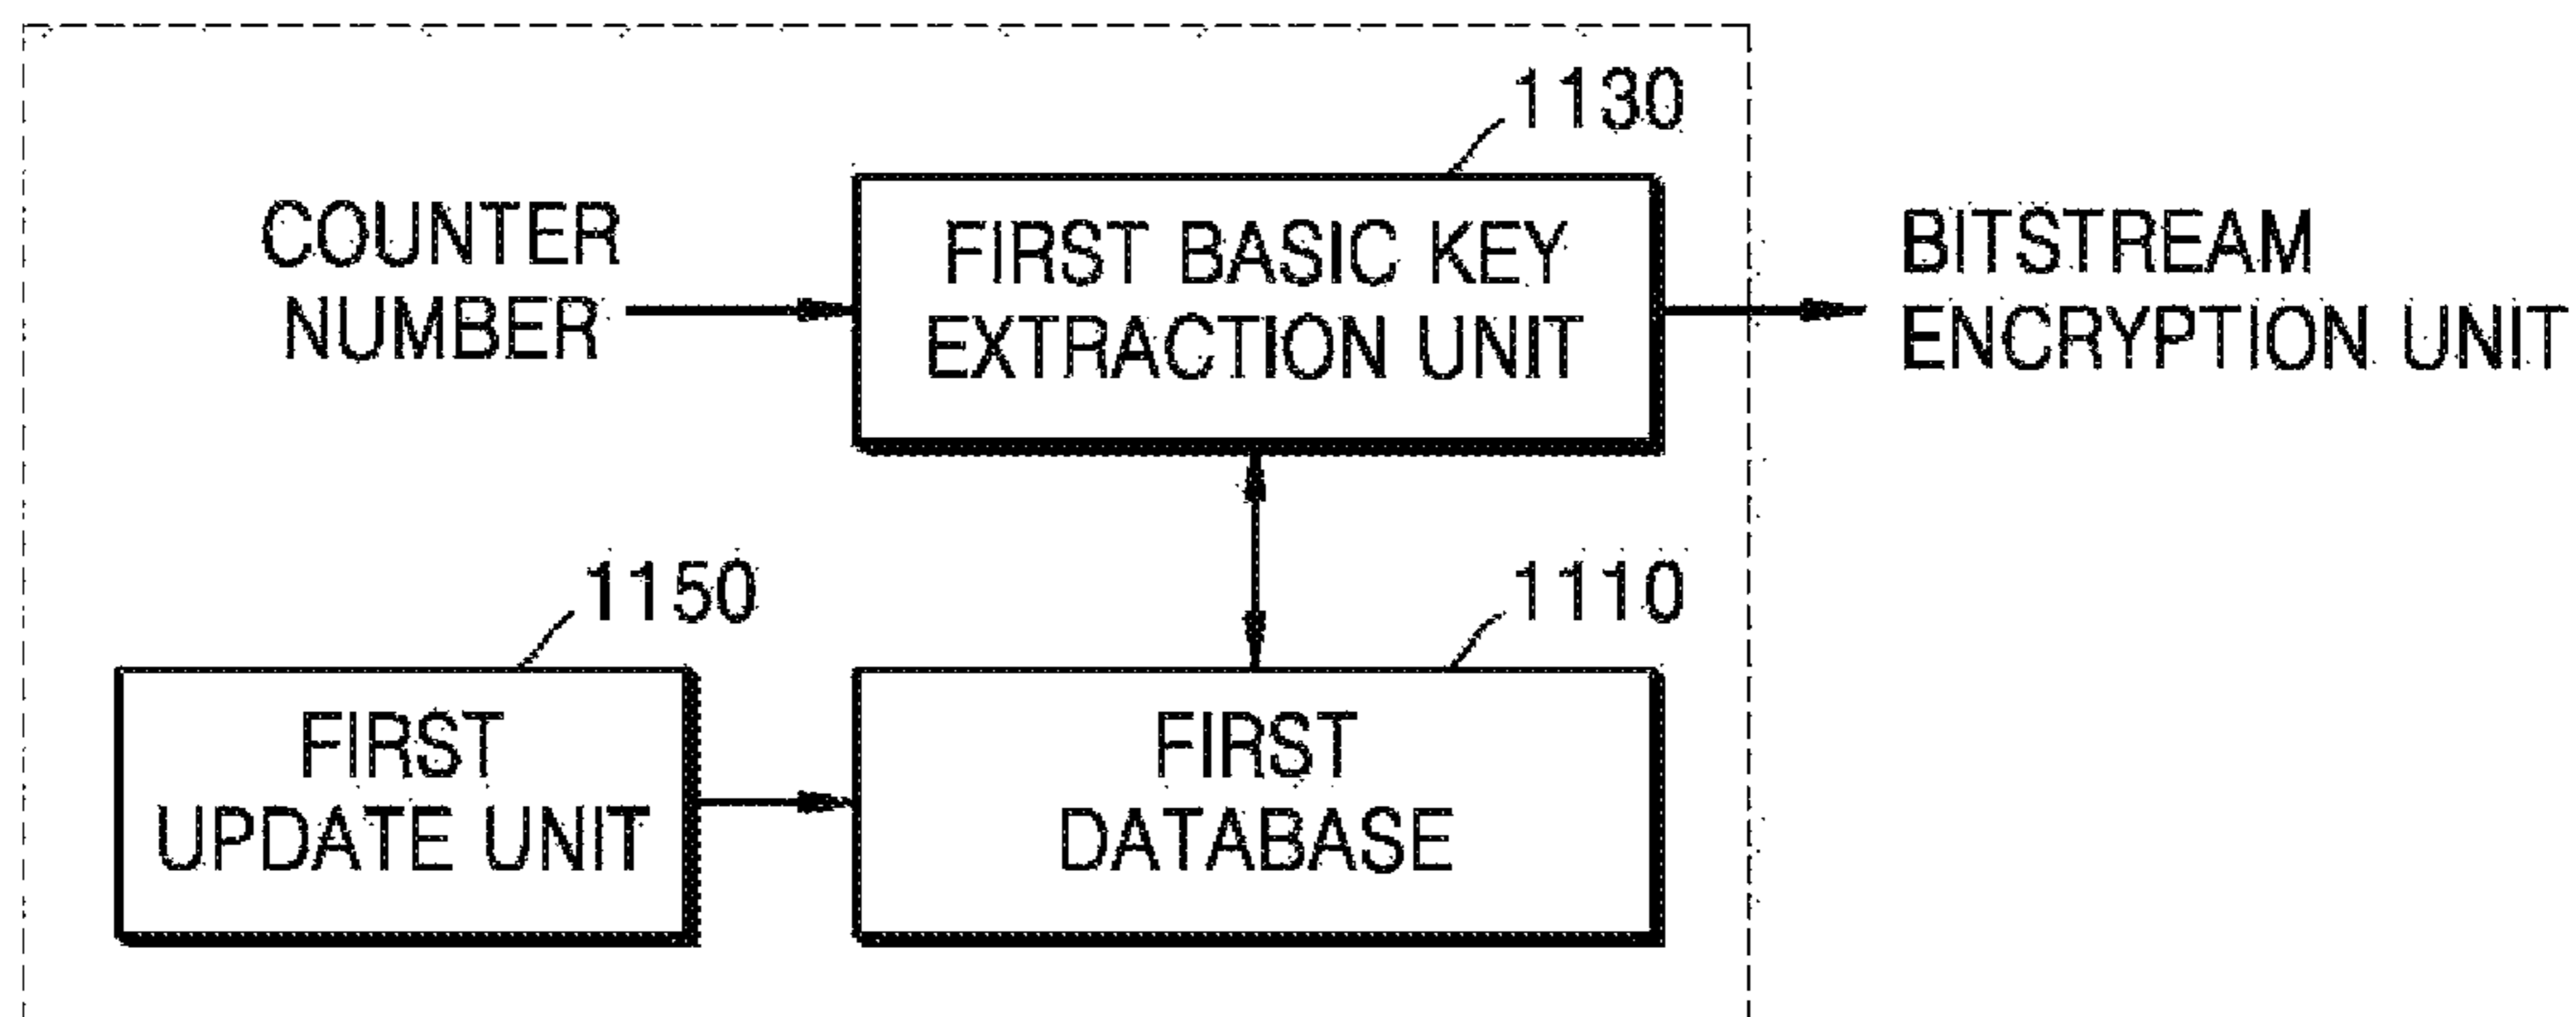 1130
COUNTER
NUMBER
FIRST BASIC KEY
EXTRACTION UNIT
BITSTREAM
ENCRYPTION UNIT
1150
1110
FIRST
UPDATE UNIT
FIRST
DATABASE